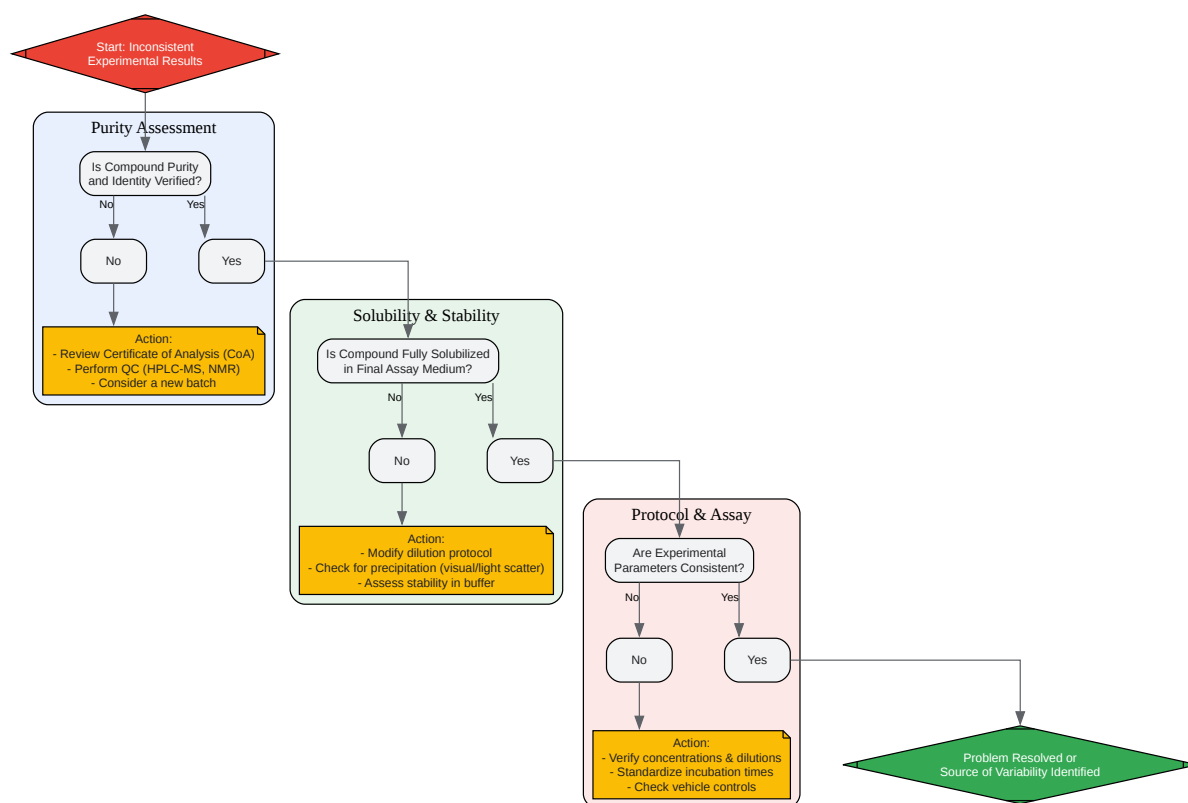 Start: Inconsistent
Experimental Results
Purity Assessment
Is Compound Purity
and Identity Verified?
No
Yes
No
Yes
Action:
- Review Certificate of Analysis (CoA)
- Perform QC (HPLC-MS, NMR)
- Consider a new batch
Solubility & Stability
Is Compound Fully Solubilized
in Final Assay Medium?
No
Yes
No
Yes
Action:
- Modify dilution protocol
- Check for precipitation (visual/light scatter)
- Assess stability in buffer
Protocol & Assay
Are Experimental
Parameters Consistent?
No
Yes
No
Yes
Action:
- Verify concentrations & dilutions
- Standardize incubation times
- Check vehicle controls
Problem Resolved or
Source of Variability Identified